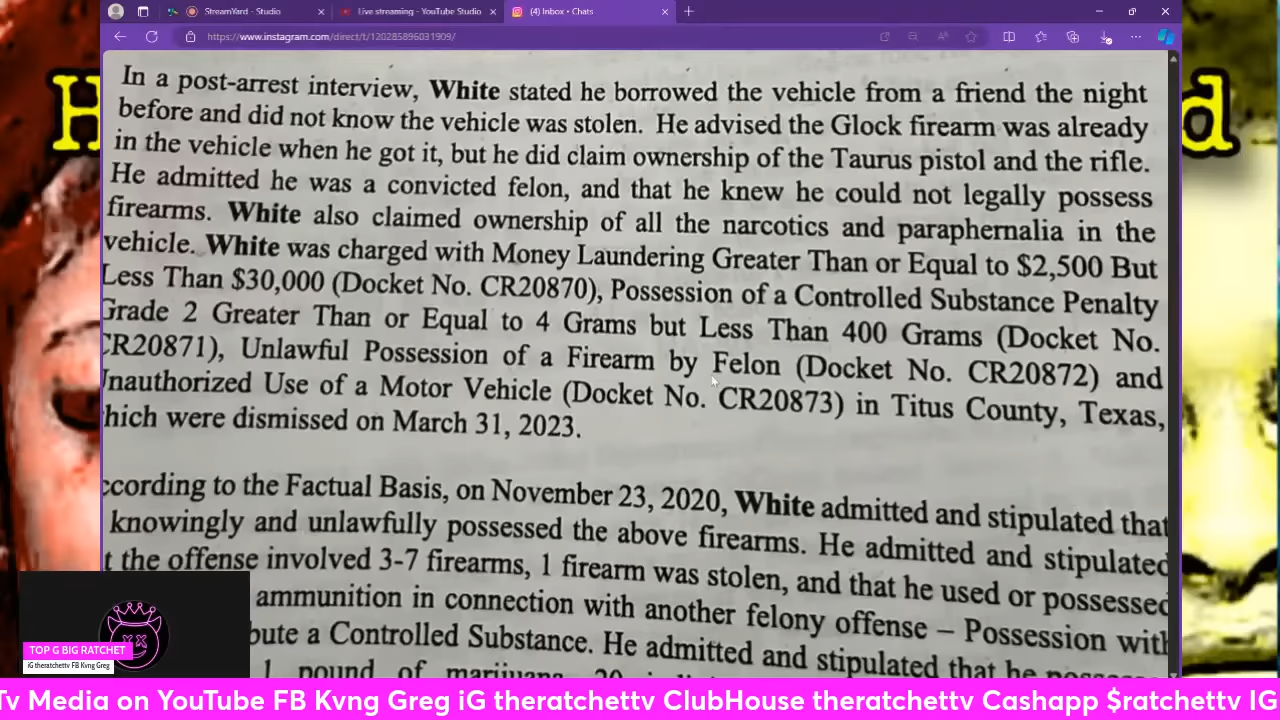 StreamYard - Studio
Live streaming - YouTube Studio
(4) Inbox • Chats
https://www.instagram.com/direct/t/120285896031909/
H
d
In a post-arrest interview, White stated he borrowed the vehicle from a friend the night
before and did not know the vehicle was stolen. He advised the Glock firearm was already
in the vehicle when he got it, but he did claim ownership of the Taurus pistol and the rifle.
He admitted he was a convicted felon, and that he knew he could not legally possess
firearms. White also claimed ownership of all the narcotics and paraphernalia in the
vehicle. White was charged with Money Laundering Greater Than or Equal to $2,500 But
Less Than $30,000 (Docket No. CR20870), Possession of a Controlled Substance Penalty
Grade 2 Greater Than or Equal to 4 Grams but Less Than 400 Grams (Docket No.
CR20871), Unlawful Possession of a Firearm by Felon (Docket No. CR20872) and
Unauthorized Use of a Motor Vehicle (Docket No. CR20873) in Titus County, Texas,
hich were dismissed on March 31, 2023.
ccording to the Factual Basis, on November 23, 2020, White admitted and stipulated that
knowingly and unlawfully possessed the above firearms. He admitted and stipulated
t the offense involved 3-7 firearms, 1 firearm was stolen, and that he used or possessed
ammunition in connection with another felony offense – Possession with
bute a Controlled Substance. He admitted and stipulated that he possessed
1 pound of marijuana, 20
TOP G BIG RATCHET
iG theratchettv FB Kvng Greg
Tv Media on YouTube FB Kvng Greg iG theratchettv ClubHouse theratchettv Cashapp $ratchettv IG